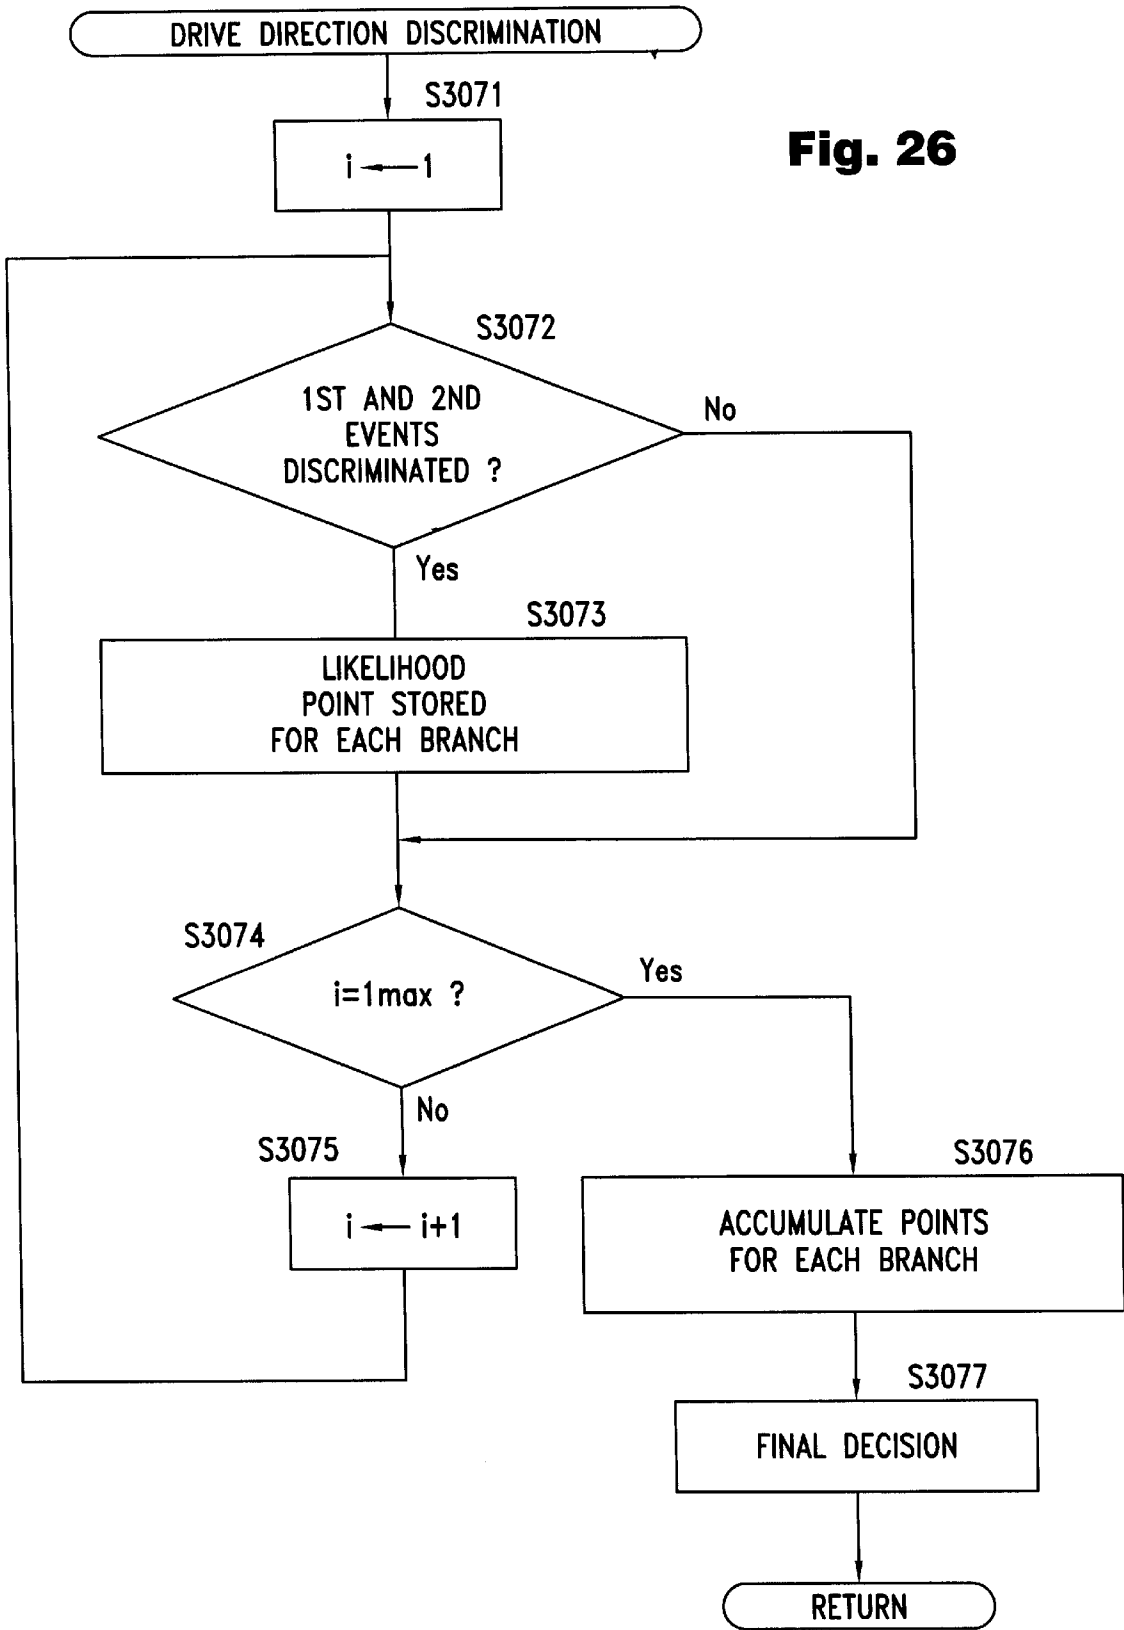 DRIVE DIRECTION DISCRIMINATION
S3071
Fig. 26
i ← 1
S3072
1ST AND 2ND
EVENTS
DISCRIMINATED ?
No
Yes
S3073
LIKELIHOOD
POINT STORED
FOR EACH BRANCH
S3074
i=1max ?
Yes
No
S3075
i ← i+1
S3076
ACCUMULATE POINTS
FOR EACH BRANCH
S3077
FINAL DECISION
RETURN